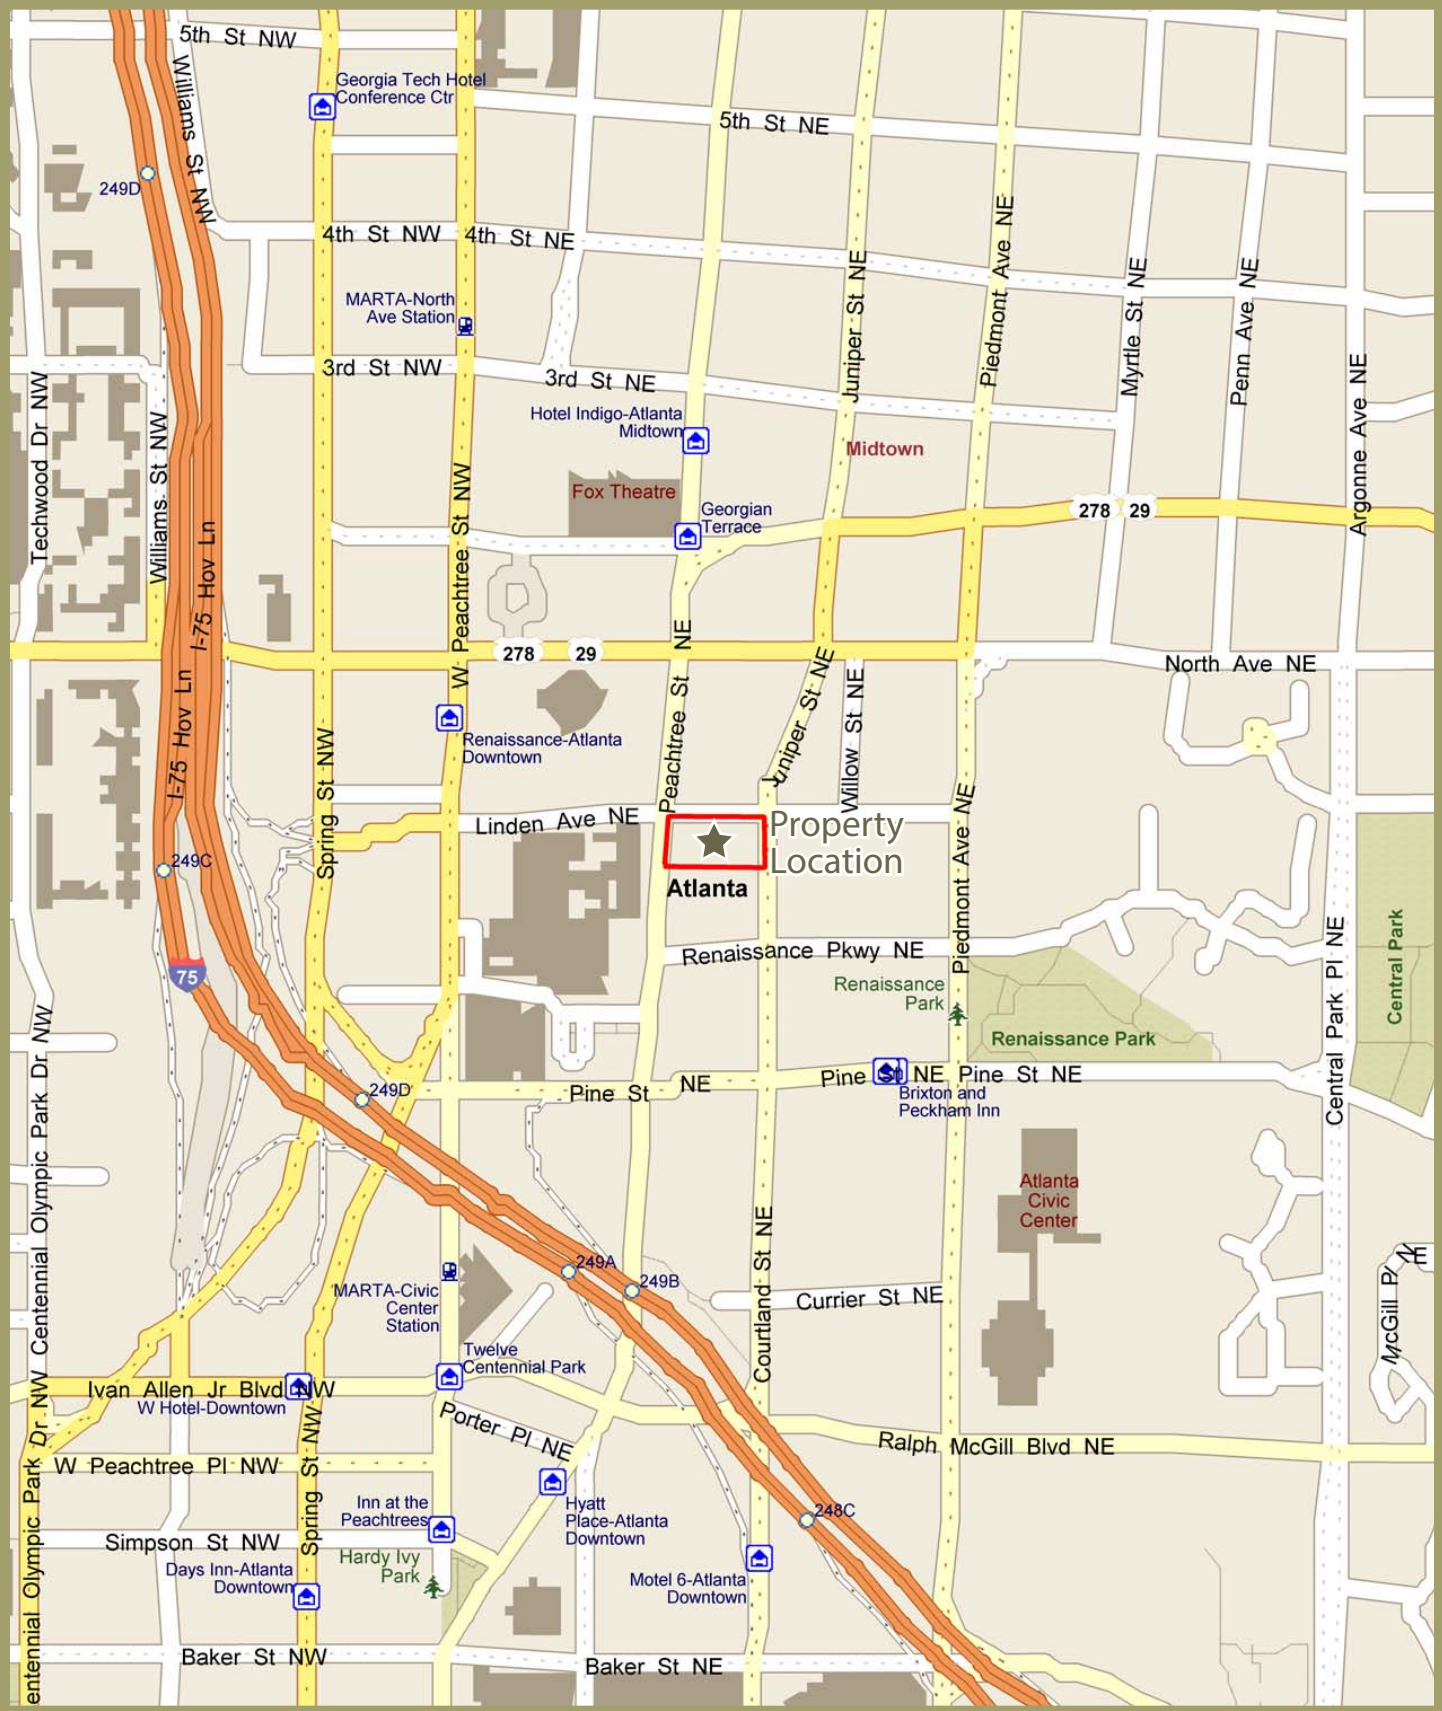 5th St NW
Williams St NW
Georgia Tech Hotel
Conference Ctr
5th St NE
249D
Piedmont Ave NE
4th St NW
4th St NE
Juniper St NE
Myrtle St NE
Penn Ave NE
MARTA-North
Ave Station
3rd St NW
3rd St NE
Argonne Ave NE
Techwood Dr NW
Williams St NW
Hotel Indigo-Atlanta
Midtown
Midtown
W Peachtree St NW
Fox Theatre
Georgian
Terrace
278
29
I-75 Hov Ln
278
29
Peachtree St NE
Juniper St NE
Willow St NE
North Ave NE
I-75 Hov Ln
Spring St NW
Renaissance-Atlanta
Downtown
Linden Ave NE
Property
Location
Piedmont Ave NE
249C
Atlanta
Renaissance Pkwy NE
Central Park
Central Park Pl NE
75
Renaissance
Park
Renaissance Park
Centennial Olympic Park Dr NW
249D
Pine St NE
Pine St NE
Pine St NE
Brixton and
Peckham Inn
Atlanta
Civic
Center
Courtland St NE
249A
249B
MARTA-Civic
Center
Station
Currier St NE
McGill Pl NE
Twelve
Centennial Park
Ivan Allen Jr Blvd NW
W Hotel-Downtown
Porter Pl NE
Ralph McGill Blvd NE
W Peachtree Pl NW
Spring St NW
Inn at the
Peachtrees
Hyatt
Place-Atlanta
Downtown
248C
Simpson St NW
Hardy Ivy
Park
Days Inn-Atlanta
Downtown
Motel 6-Atlanta
Downtown
entennial Olympic Park Dr NW
Baker St NW
Baker St NE